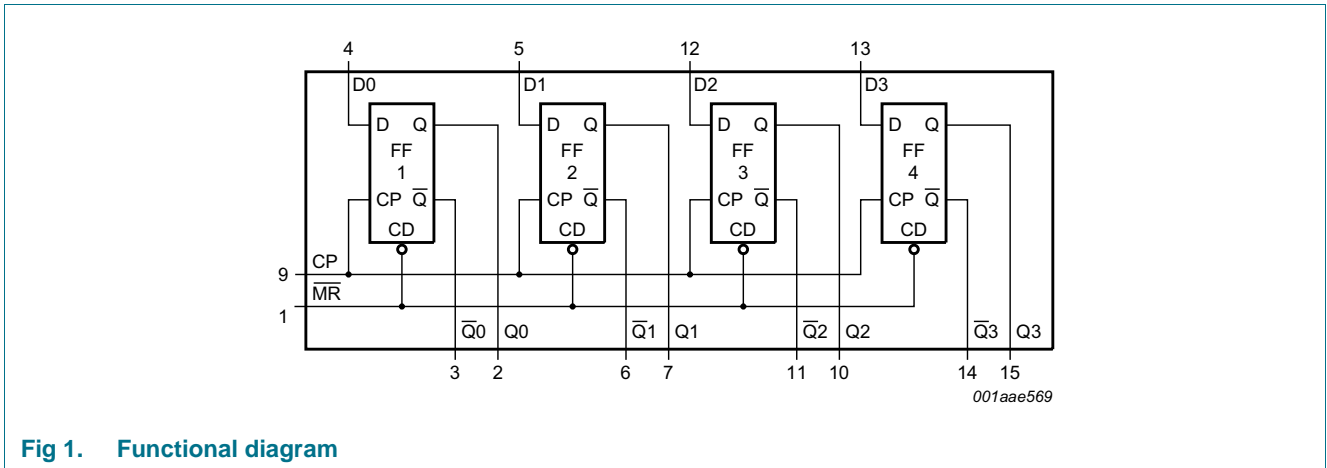 4 5 12 13
D0 D1 D2 D3
D Q D Q D Q D Q
FF FF FF FF
1 2 3 4
CP Q̅ CP Q̅ CP Q̅ CP Q̅
CD CD CD CD
9 CP
M̅R̅
1
Q̅0 Q0 Q̅1 Q1 Q̅2 Q2 Q̅3 Q3
3 2 6 7 11 10 14 15
001aae569
Fig 1. Functional diagram